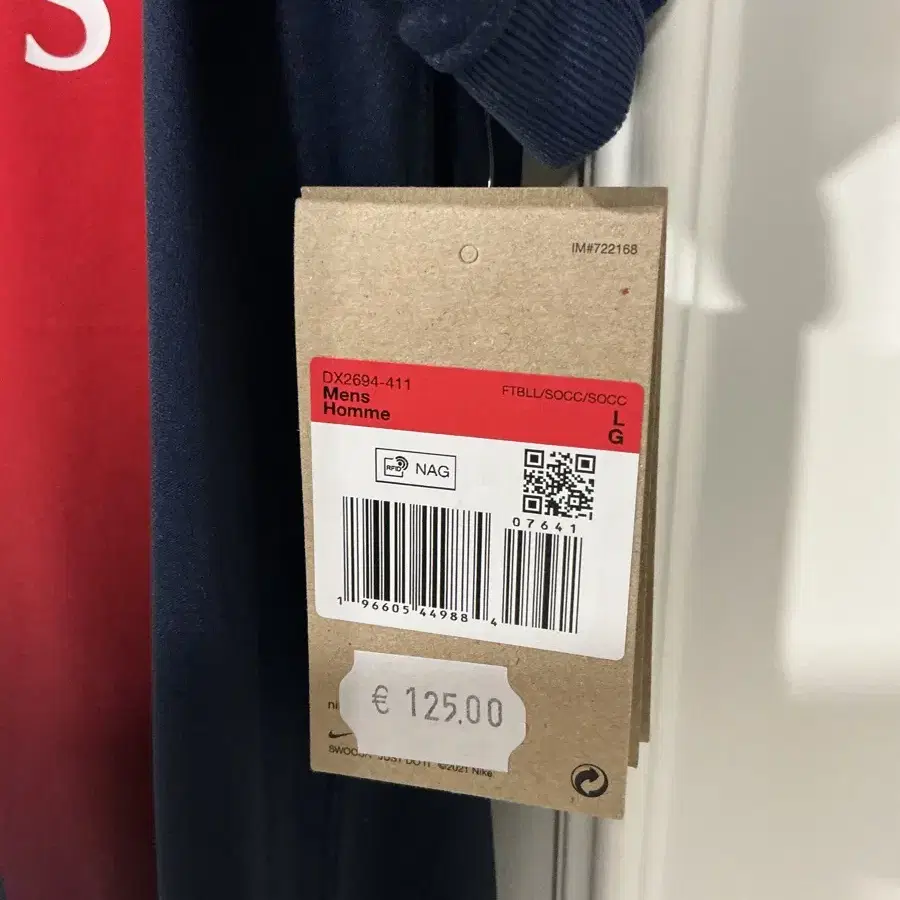 S
IM#722168
DX2694-411
FTBLL/SOCC/SOCC
Mens
Homme
L
G
RFID NAG
07641
1 96605 44988 4
€ 125.00
©2021 Nike.